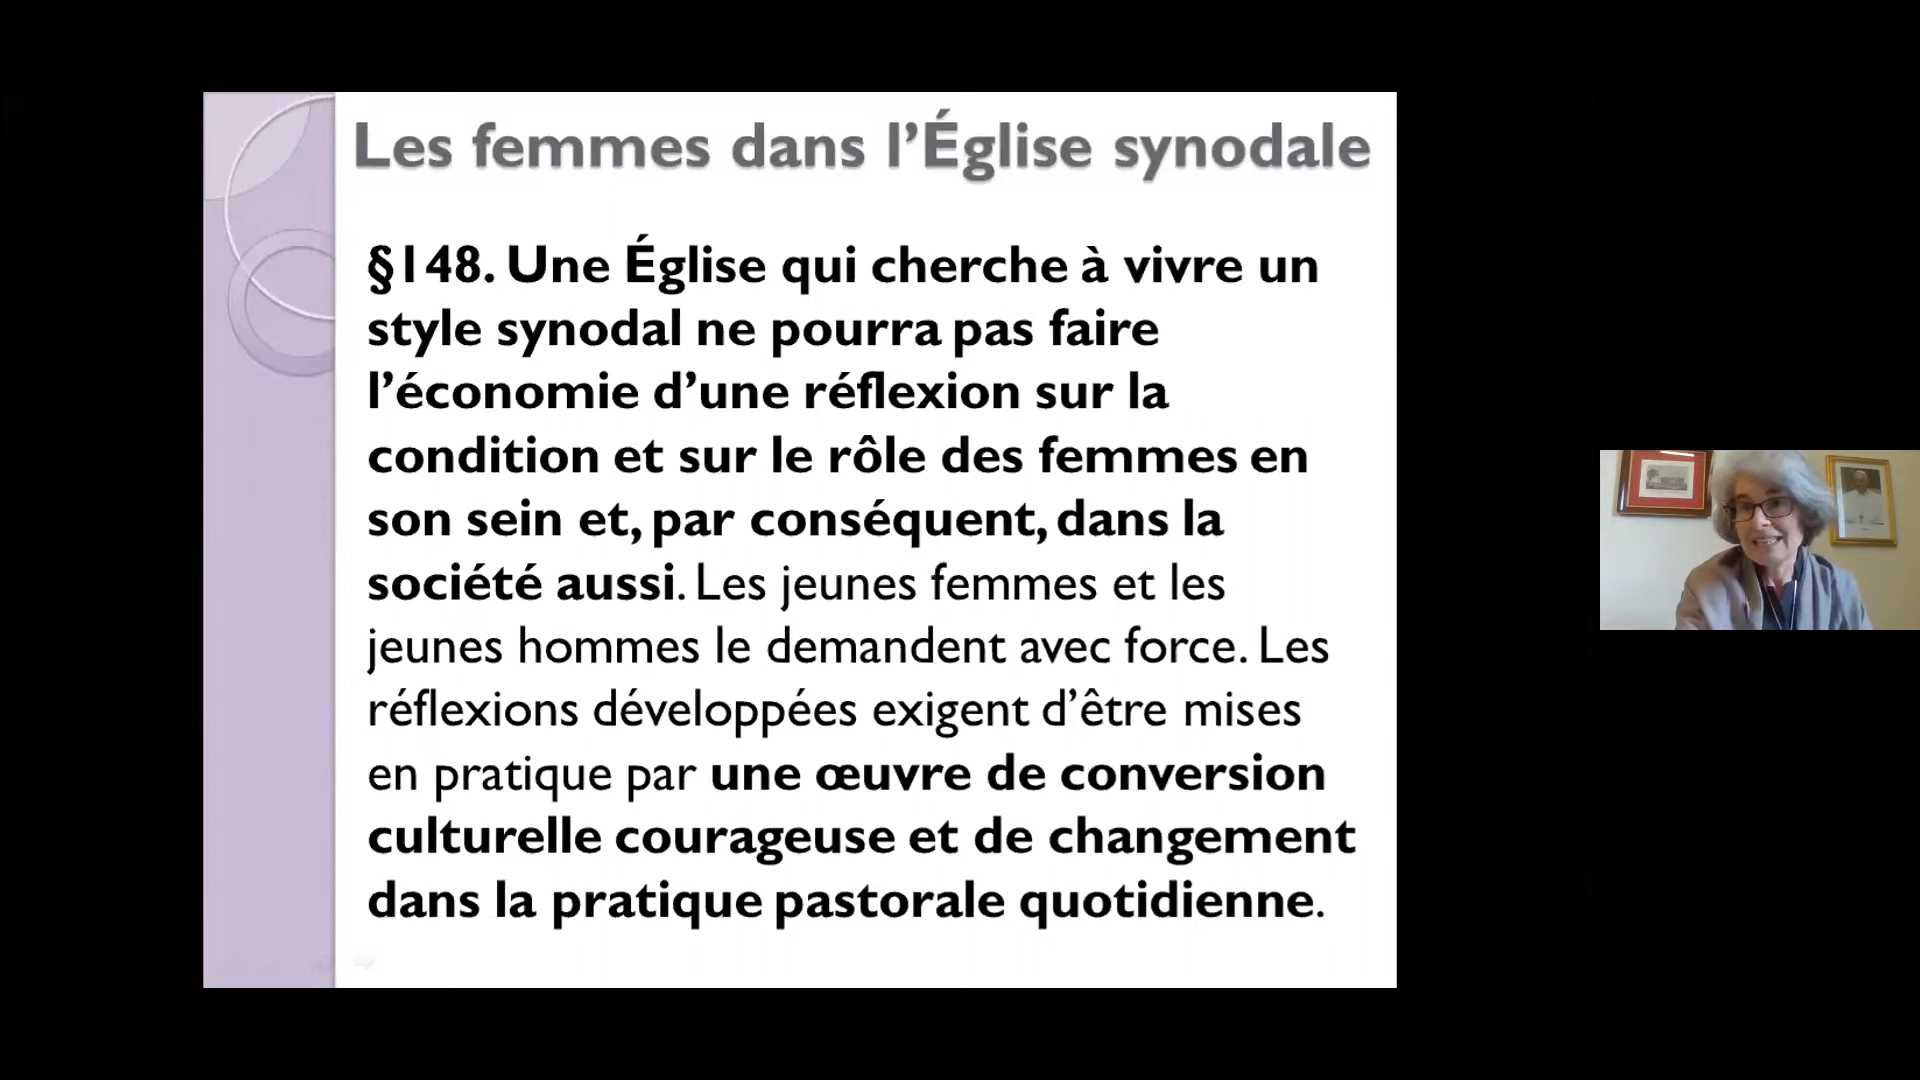 Les femmes dans l’Église synodale
§148. Une Église qui cherche à vivre un
style synodal ne pourra pas faire
l’économie d’une réflexion sur la
condition et sur le rôle des femmes en
son sein et, par conséquent, dans la
société aussi. Les jeunes femmes et les
jeunes hommes le demandent avec force. Les
réflexions développées exigent d’être mises
en pratique par une œuvre de conversion
culturelle courageuse et de changement
dans la pratique pastorale quotidienne.